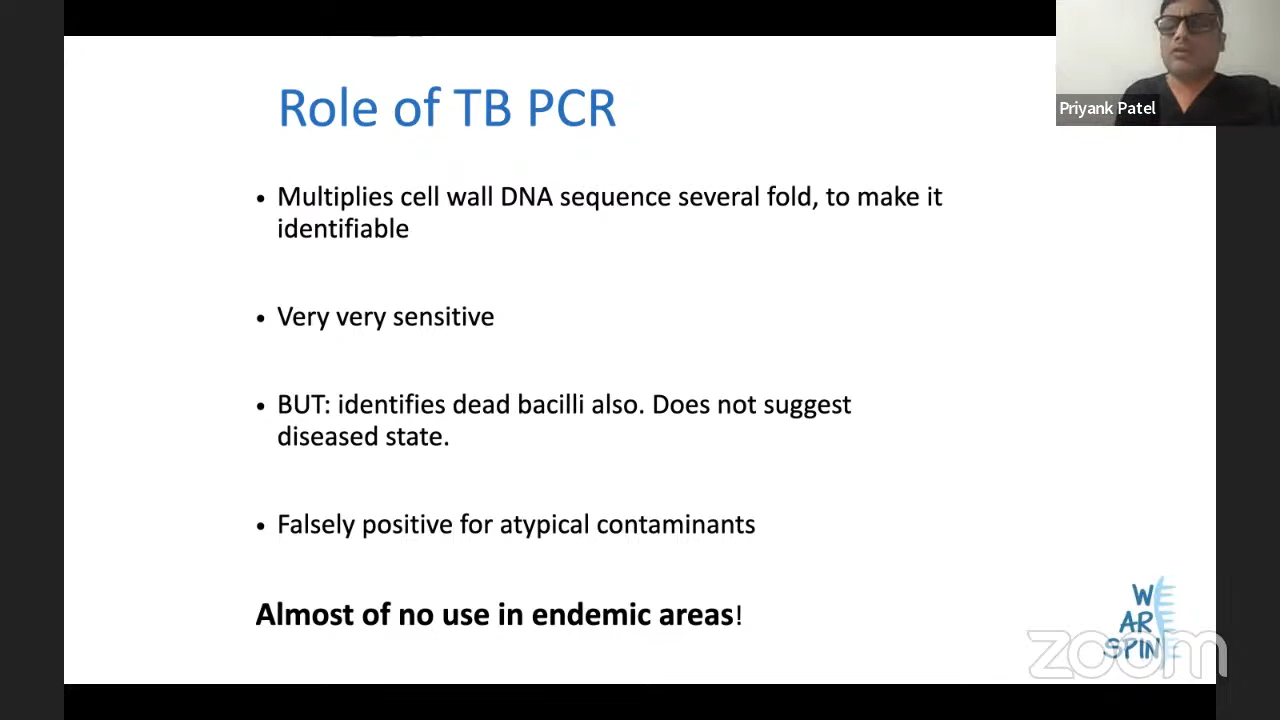 Role of TB PCR
Priyank Patel
• Multiplies cell wall DNA sequence several fold, to make it
identifiable
• Very very sensitive
• BUT: identifies dead bacilli also. Does not suggest
diseased state.
• Falsely positive for atypical contaminants
Almost of no use in endemic areas!
W
AR
SPIN
zoom